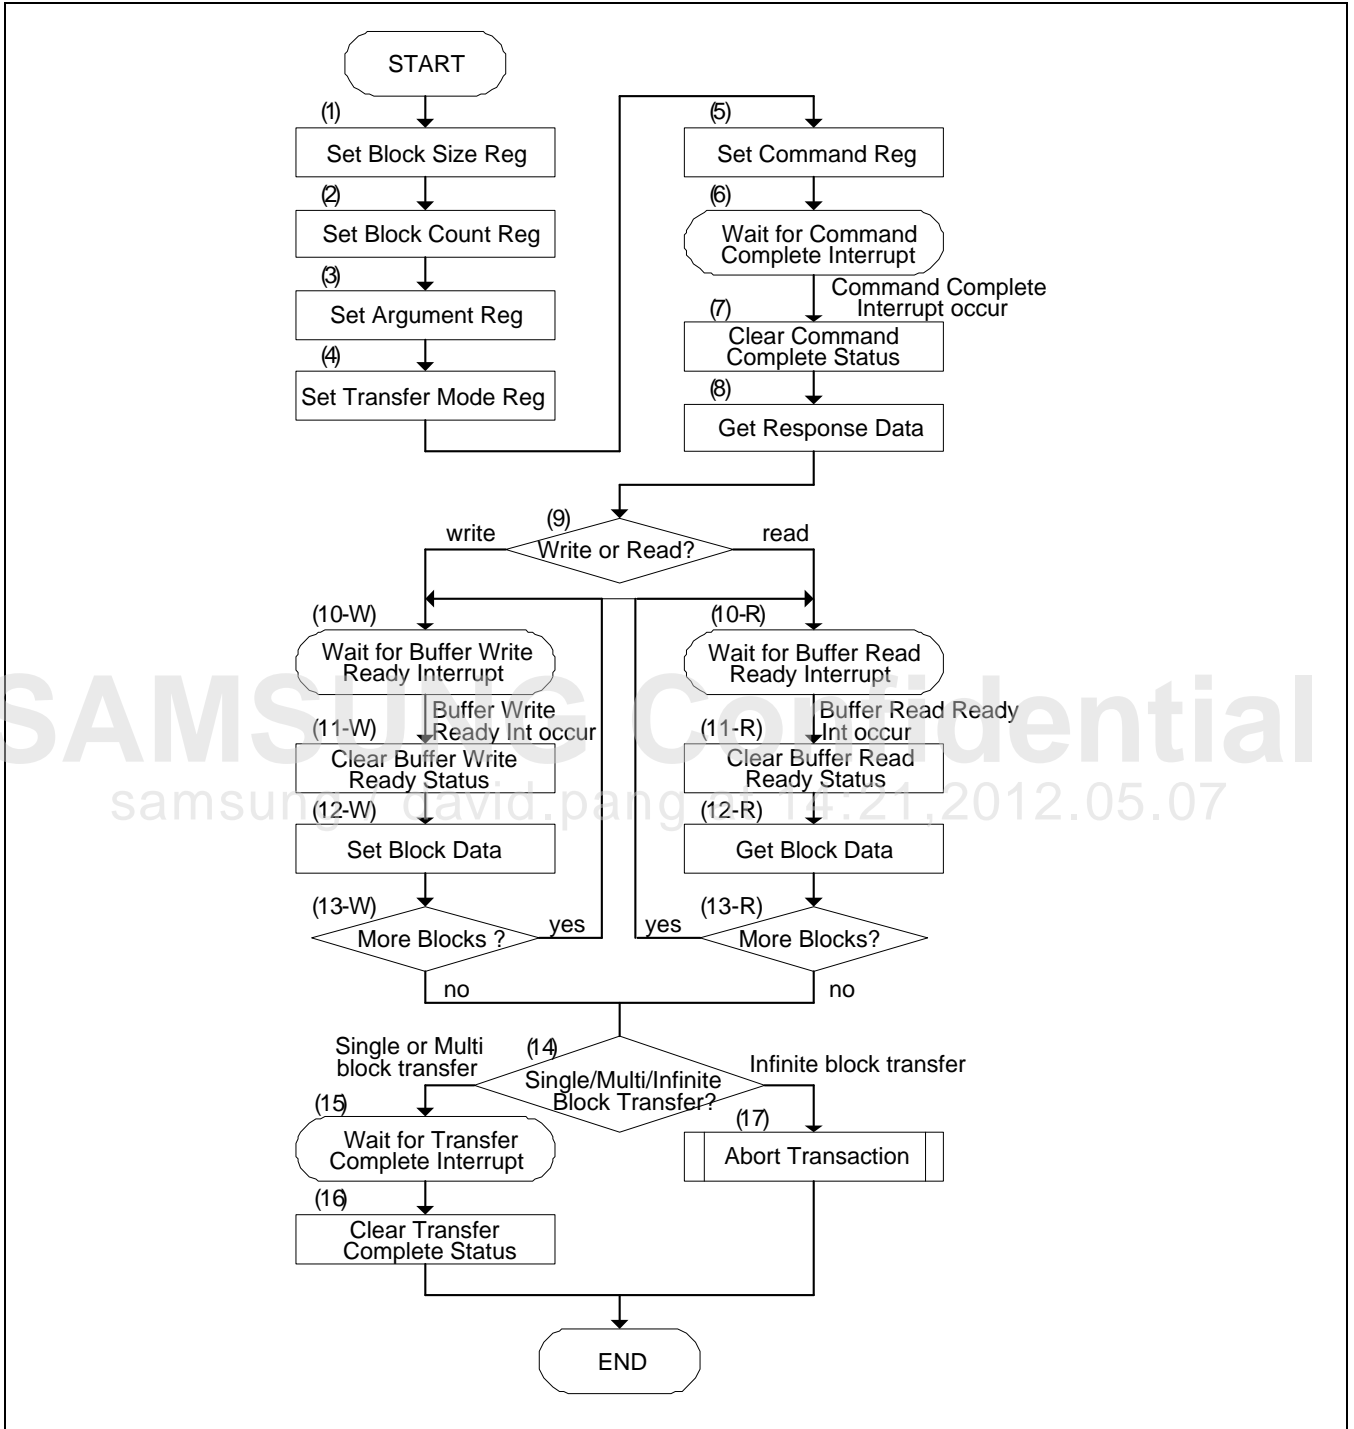 START
(1)
Set Block Size Reg
(2)
Set Block Count Reg
(3)
Set Argument Reg
(4)
Set Transfer Mode Reg
(5)
Set Command Reg
(6)
Wait for Command
Complete Interrupt
Command Complete
Interrupt occur
(7)
Clear Command
Complete Status
(8)
Get Response Data
(9)
Write or Read?
write
read
(10-W)
Wait for Buffer Write
Ready Interrupt
Buffer Write
Ready Int occur
(11-W)
Clear Buffer Write
Ready Status
(12-W)
Set Block Data
(13-W)
More Blocks ?
yes
no
(10-R)
Wait for Buffer Read
Ready Interrupt
Buffer Read Ready
Int occur
(11-R)
Clear Buffer Read
Ready Status
(12-R)
Get Block Data
(13-R)
More Blocks?
yes
no
SAMSUNG Confidential
samsung / david.pang at 14:21,2012.05.07
(14)
Single/Multi/Infinite
Block Transfer?
Single or Multi
block transfer
Infinite block transfer
(15)
Wait for Transfer
Complete Interrupt
(16)
Clear Transfer
Complete Status
(17)
Abort Transaction
END